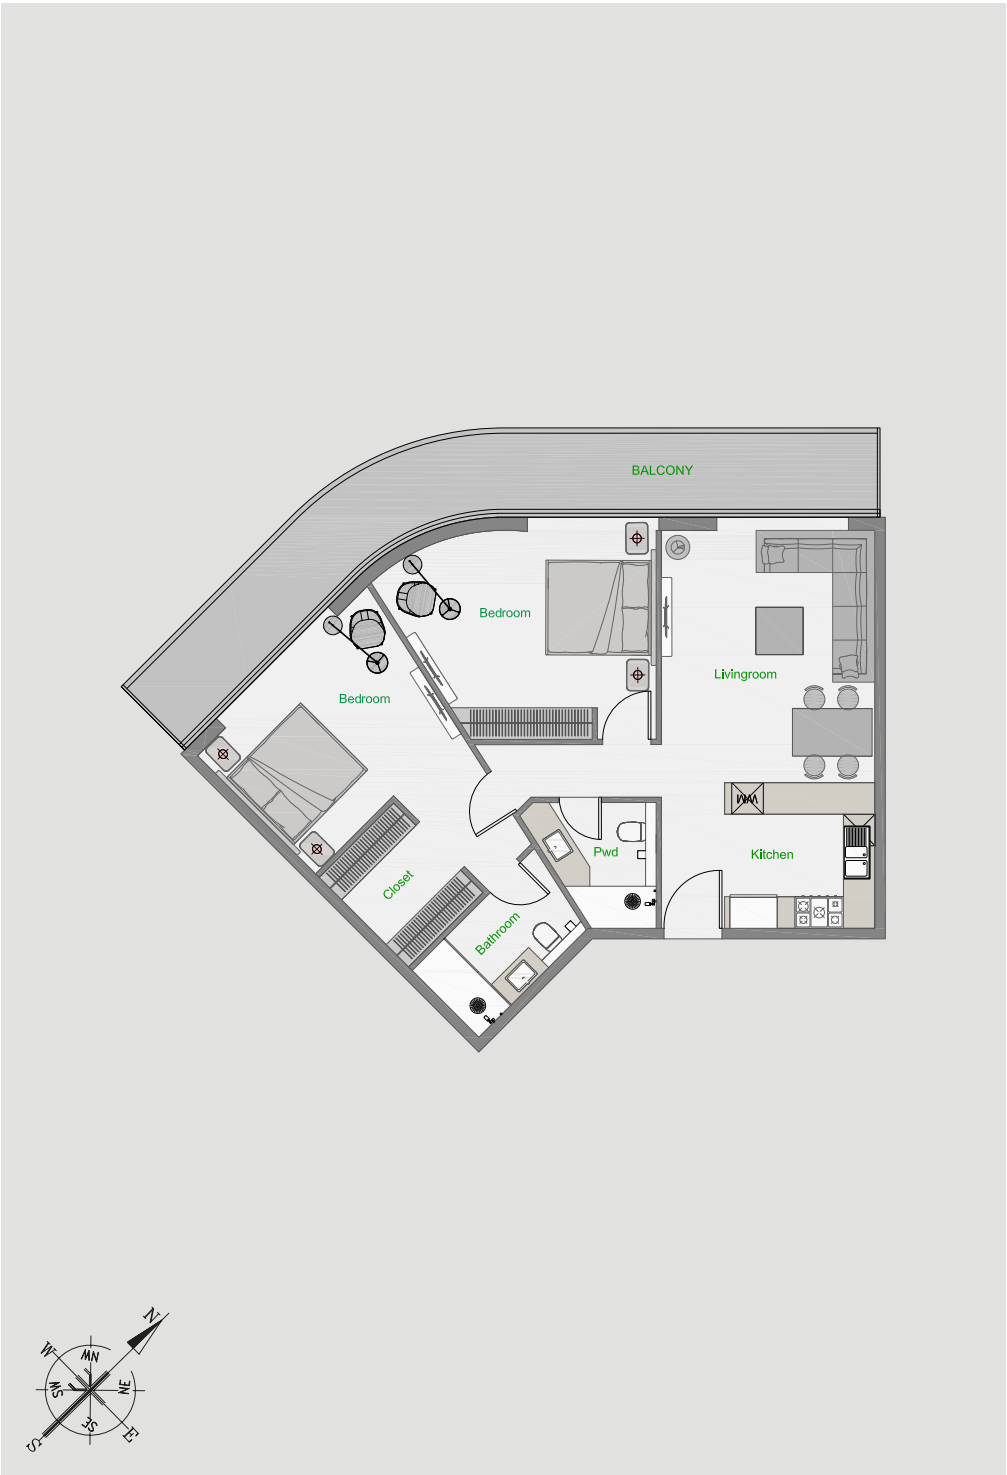 BALCONY
Bedroom
Livingroom
Bedroom
WM
Pwd
Kitchen
Closet
Bathroom
N
W
NW
SW
NE
SE
S
E